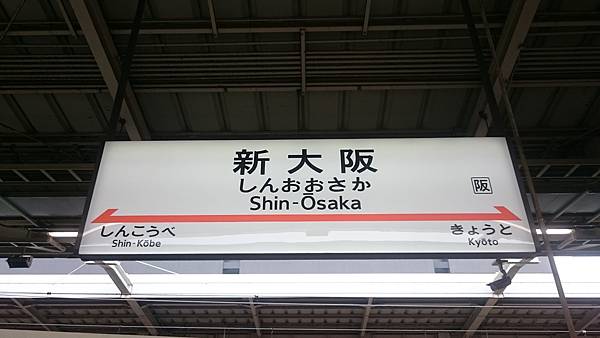 新大阪
しんおおさか
阪
Shin-Ōsaka
しんこうべ
きょうと
Shin-Kōbe
Kyōto